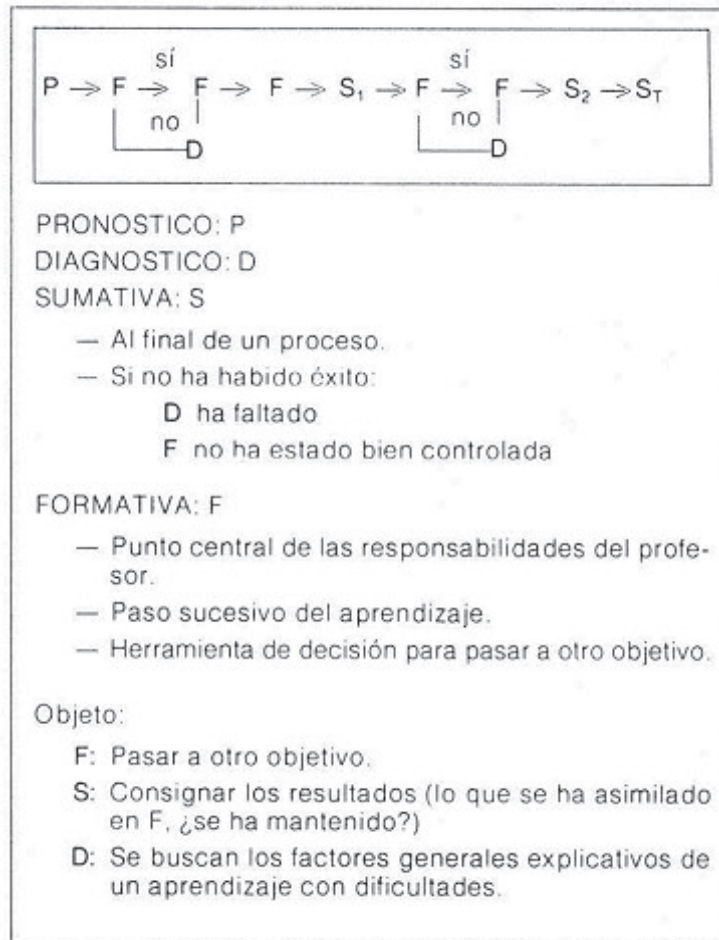 sí sí
P → F → F → F → S₁ → F → F → S₂ → S_T
no no
D D
PRONOSTICO: P
DIAGNOSTICO: D
SUMATIVA: S
— Al final de un proceso.
— Si no ha habido éxito:
D ha faltado
F no ha estado bien controlada
FORMATIVA: F
— Punto central de las responsabilidades del profe-
sor.
— Paso sucesivo del aprendizaje.
— Herramienta de decisión para pasar a otro objetivo.
Objeto:
F: Pasar a otro objetivo.
S: Consignar los resultados (lo que se ha asimilado
en F, ¿se ha mantenido?)
D: Se buscan los factores generales explicativos de
un aprendizaje con dificultades.